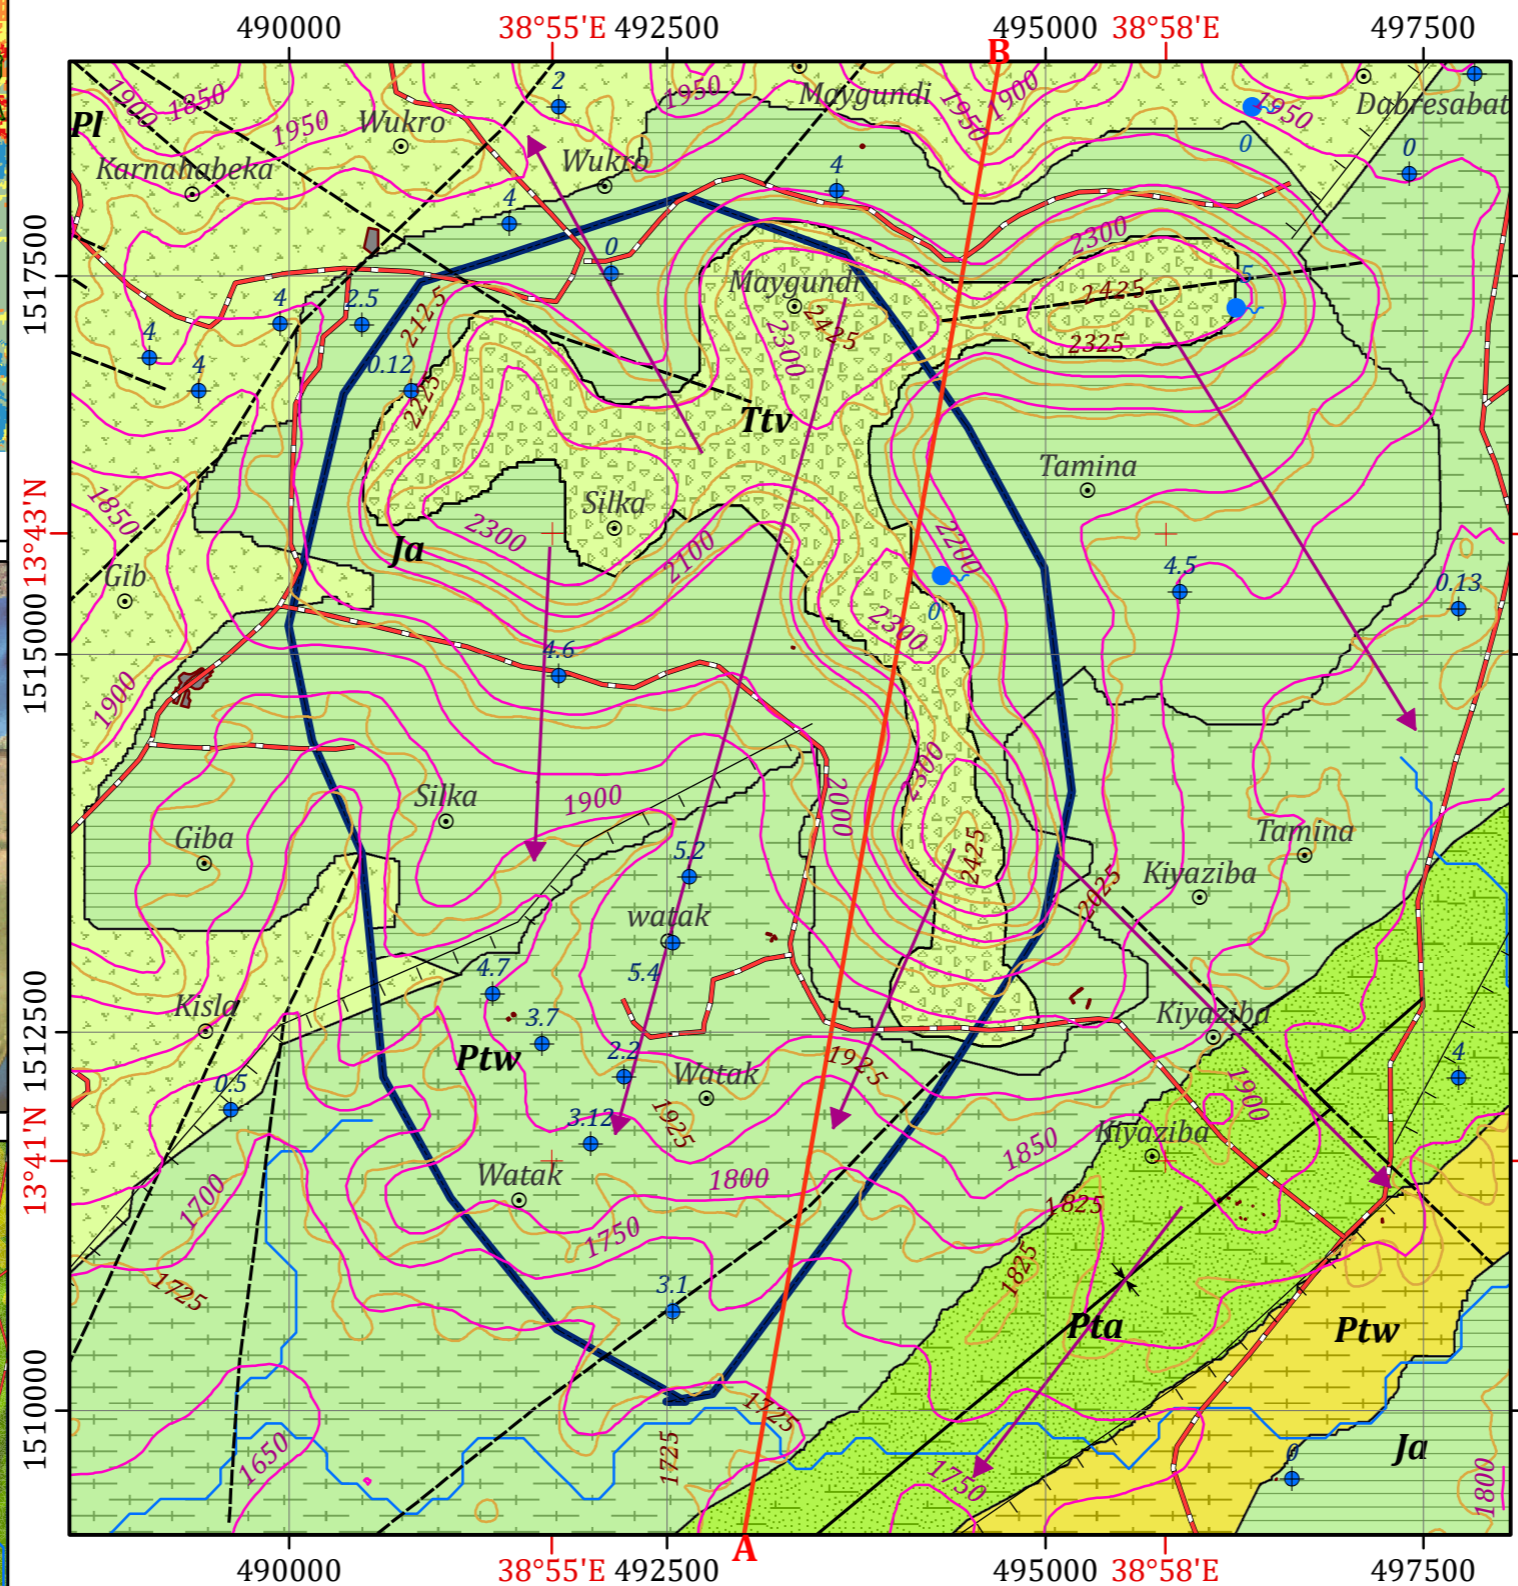 490000 38°55'E 492500 495000 38°58'E 497500
B
1900 1850 2 1950 Maygundi 1950 1900 1950 Dabresabat
Pl 1950 Wukro 0 0
Karnahabeka Wukro 4
4
1517500
0 2300
4 2.5 Maygundi 5
2425
4 212.5 2425
2300 2325
4 0.12
2225
Ttv
Tamina
Silka
1850 2300 2200
13°43'N Ja 2100
Gib 4.5 0.13
0
2300
1515000
4.6
1900
2300
Silka 1900 2000
Giba Tamina
5.2 2425
Kiyaziba
2025
watak
4.7 5.4
Kisla 3.7 Kiyaziba
1512500
Ptw 2.2 1925
0.5 Watak 4
1900
3.12 1925
13°41'N Kiyaziba
1850
Watak 1800
1700 1825
1750
1725 3.1 1825
Pta Ptw
1510000
1725
1725 Ja
1650 1750 0
1800
A
490000 38°55'E 492500 495000 38°58'E 497500